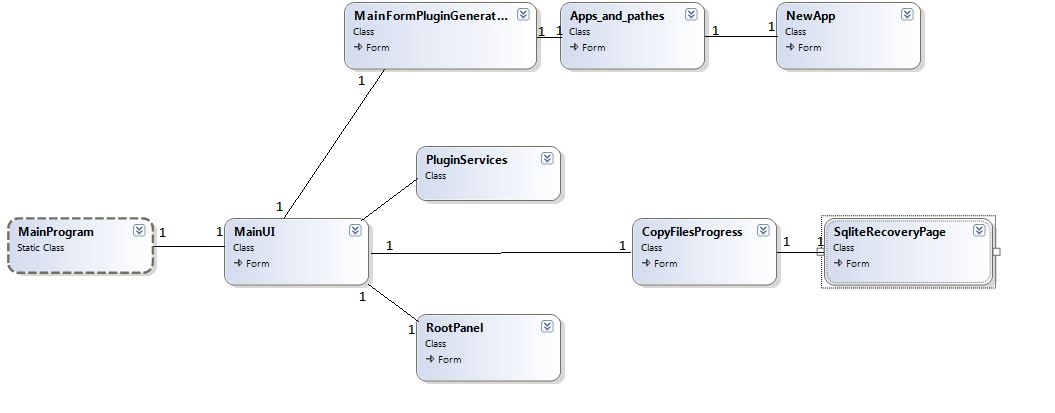 MainFormPluginGenerat...
Class
Form
1
1
Apps_and_pathes
Class
Form
1
1
NewApp
Class
Form
1
1
PluginServices
Class
MainProgram
Static Class
1
1
MainUI
Class
Form
1
1
CopyFilesProgress
Class
Form
1
1
SqliteRecoveryPage
Class
Form
1
1
RootPanel
Class
Form